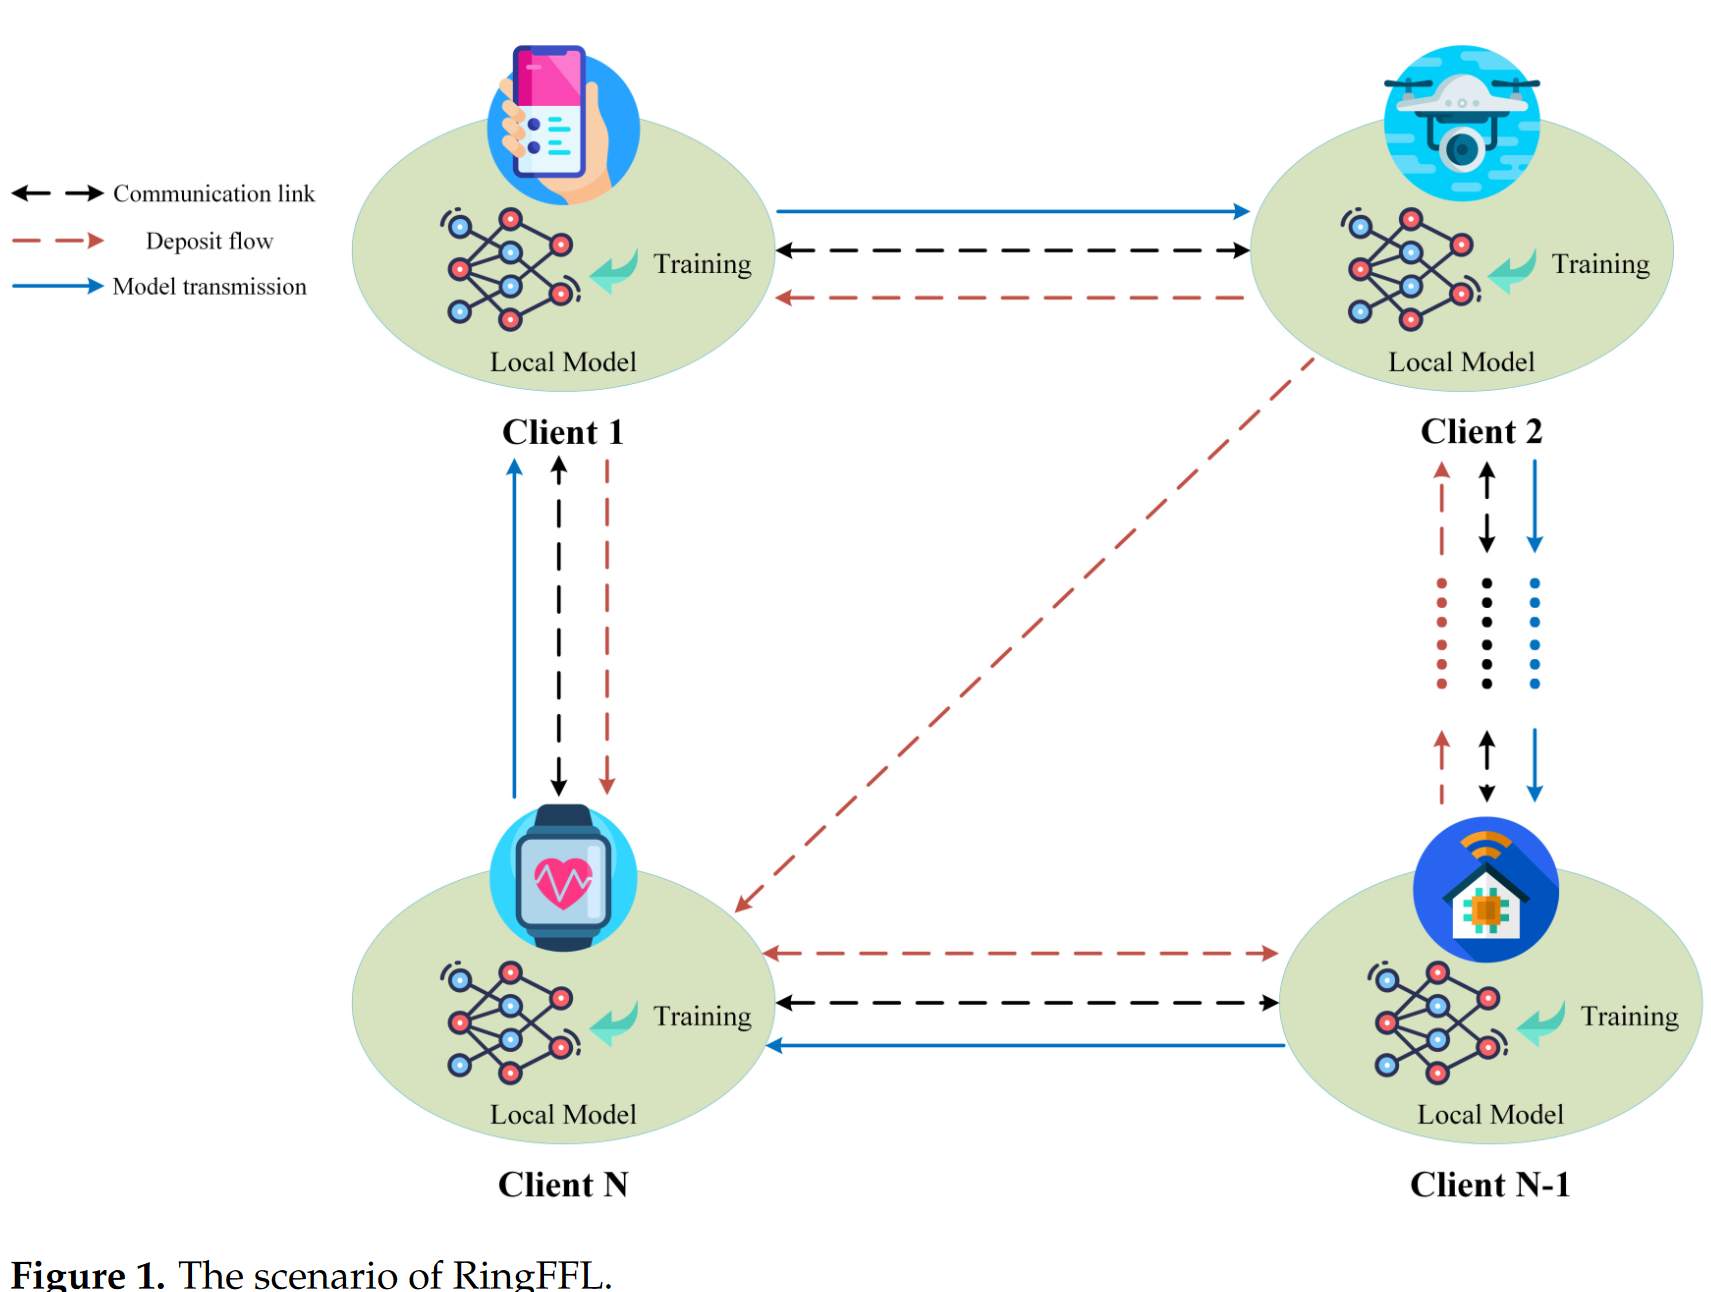 Communication link
Deposit flow
Model transmission
Training
Local Model
Client 1
Training
Local Model
Client 2
Training
Local Model
Client N
Training
Local Model
Client N-1
Figure 1. The scenario of RingFFL.